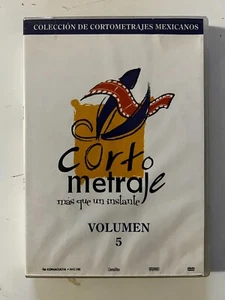 COLECCIÓN DE CORTOMETRAJES MEXICANOS
corto
metraje
más que un instante
VOLUMEN
5